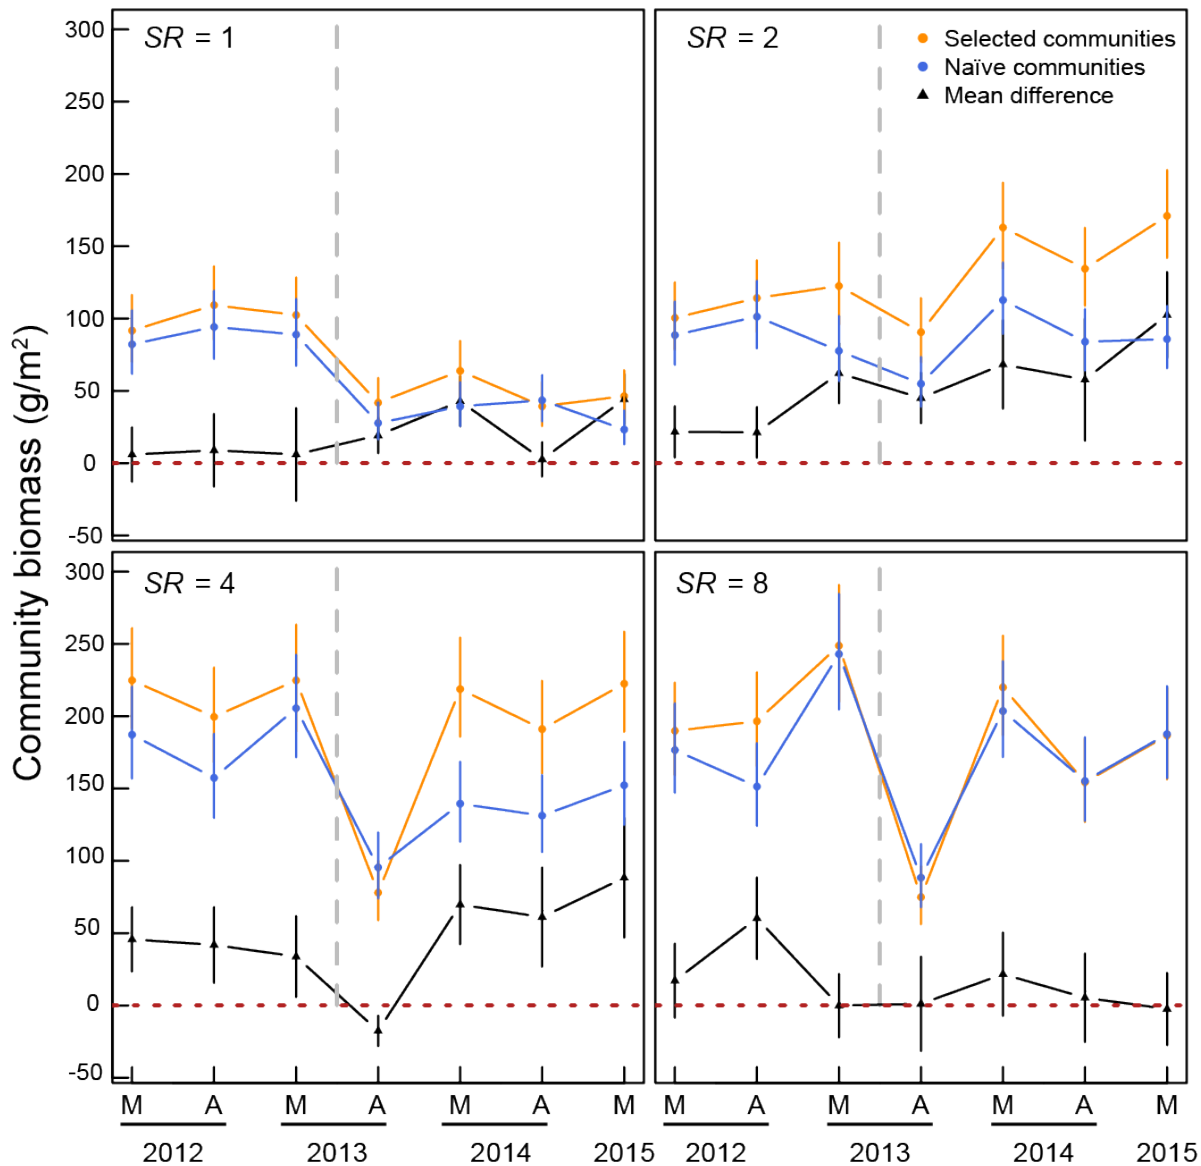 Community biomass (g/m²)
SR = 1
300
250
200
150
100
50
0
-50
SR = 2
Selected communities
Naïve communities
Mean difference
SR = 4
300
250
200
150
100
50
0
-50
SR = 8
M A M A M A M
2012 2013 2014 2015
M A M A M A M
2012 2013 2014 2015